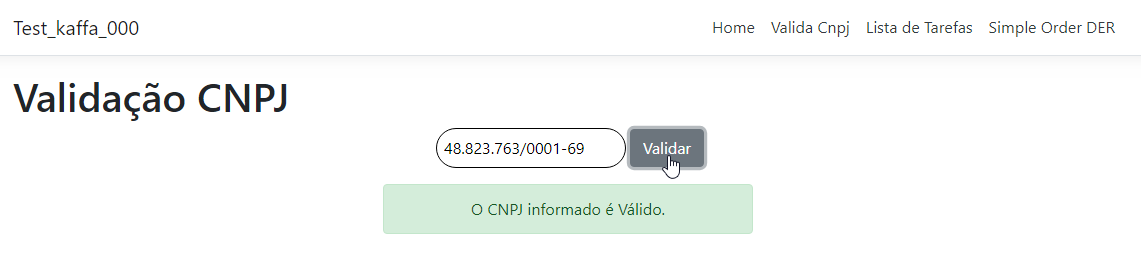 Test_kaffa_000 Home Valida Cnpj Lista de Tarefas Simple Order DER
Validação CNPJ
48.823.763/0001-69 Validar
O CNPJ informado é Válido.